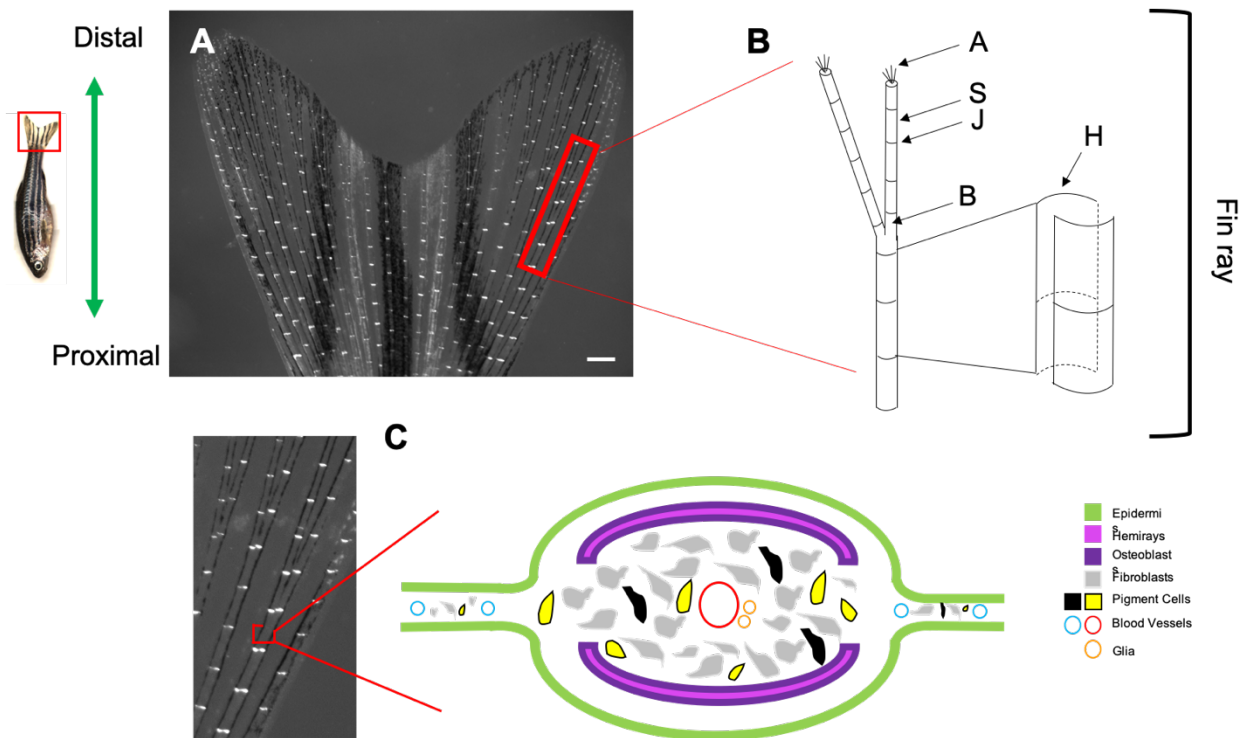 Distal
Proximal
A
B
A
S
J
B
H
Fin ray
C
Epidermi
s
Hemirays
Osteoblast
s
Fibroblasts
Pigment Cells
Blood Vessels
Glia